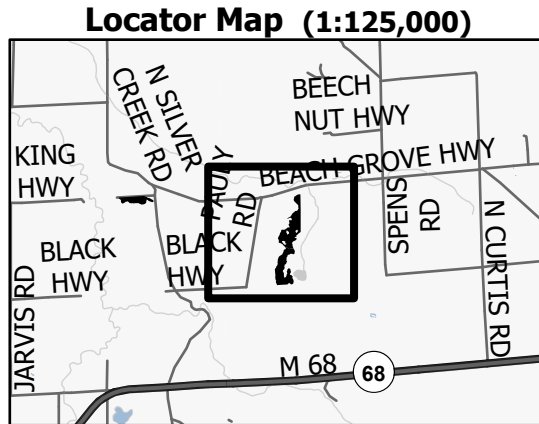 Locator Map (1:125,000)
N SILVER
CREEK RD
BEECH
NUT HWY
KING
HWY
PAULY
RD
BEACH GROVE HWY
BLACK
HWY
BLACK
HWY
SPENS
RD
N CURTIS RD
JARVIS RD
M 68
68